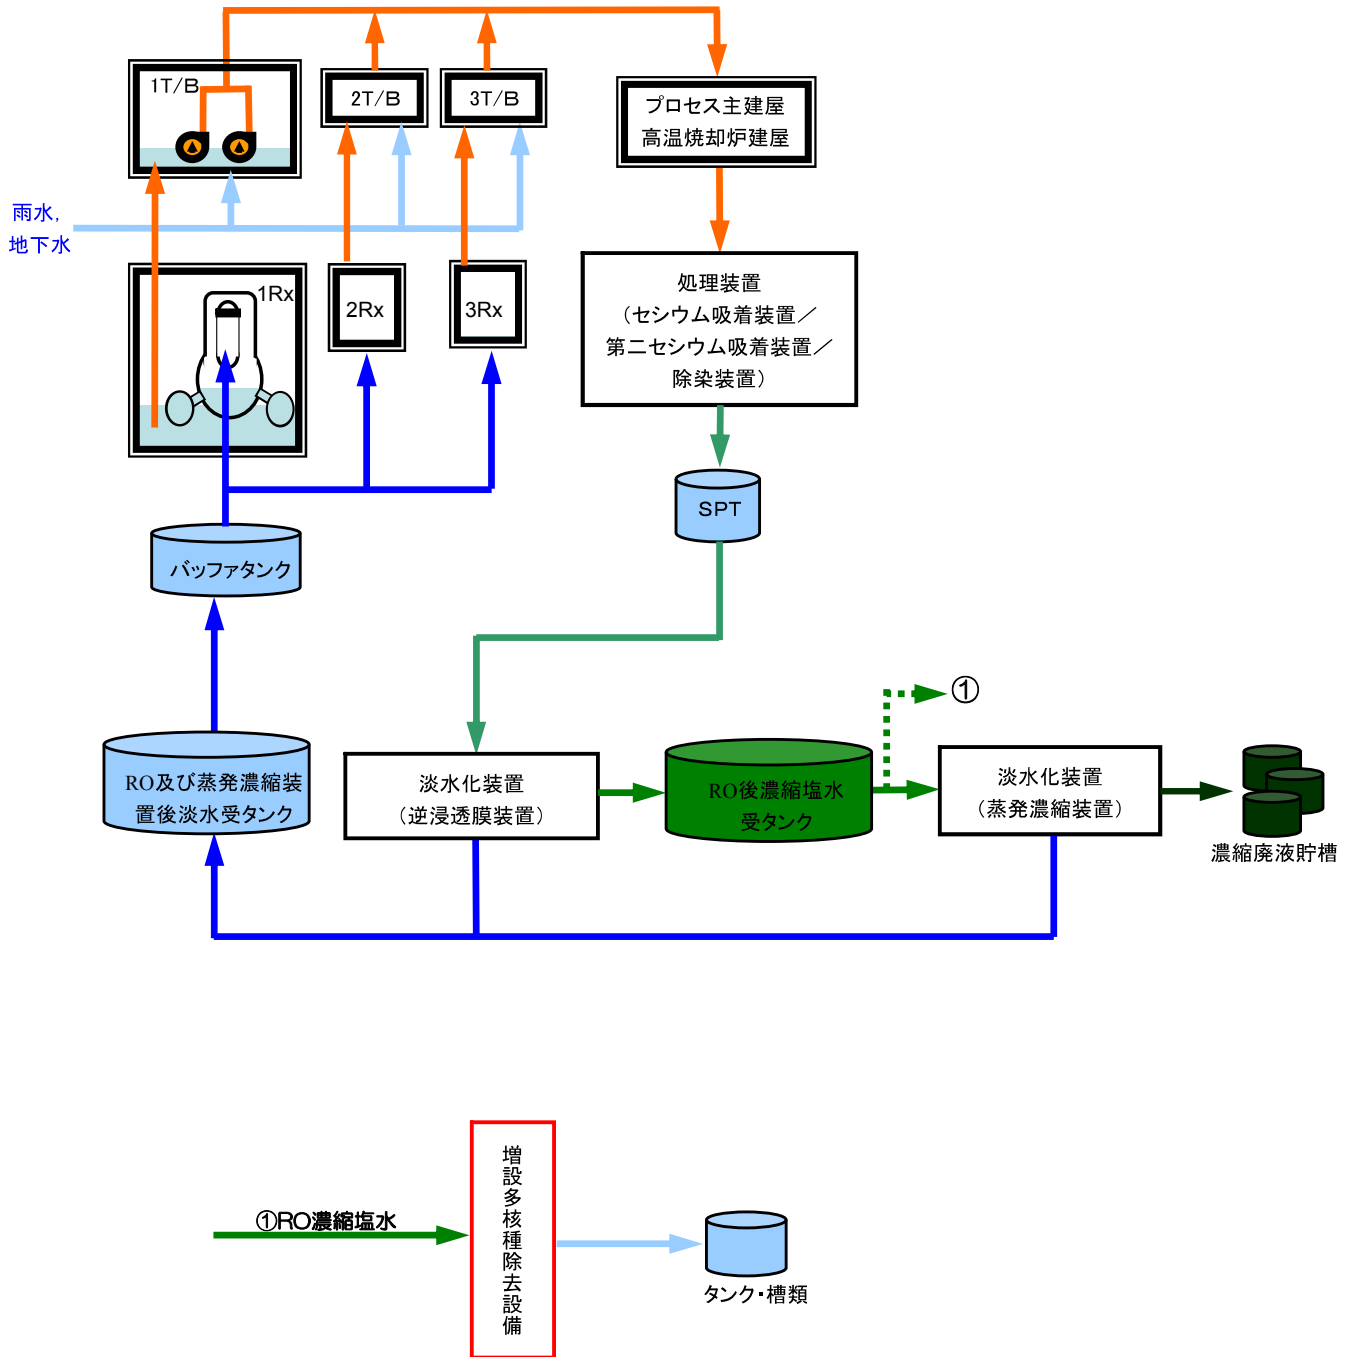 1T/B
2T/B
3T/B
プロセス主建屋
高温焼却炉建屋
雨水,
地下水
1Rx
2Rx
3Rx
処理装置
(セシウム吸着装置／
第二セシウム吸着装置／
除染装置)
SPT
バッファタンク
①
RO及び蒸発濃縮装
置後淡水受タンク
淡水化装置
(逆浸透膜装置)
RO後濃縮塩水
受タンク
淡水化装置
(蒸発濃縮装置)
濃縮廃液貯槽
①RO濃縮塩水
増設多核種除去設備
タンク・槽類